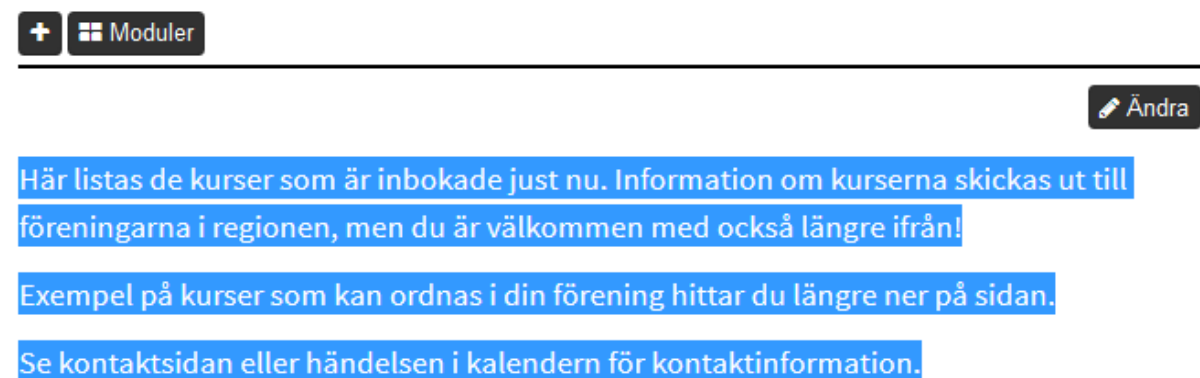 + Moduler
Ändra
Här listas de kurser som är inbokade just nu. Information om kurserna skickas ut till
föreningarna i regionen, men du är välkommen med också längre ifrån!
Exempel på kurser som kan ordnas i din förening hittar du längre ner på sidan.
Se kontaktsidan eller händelsen i kalendern för kontaktinformation.